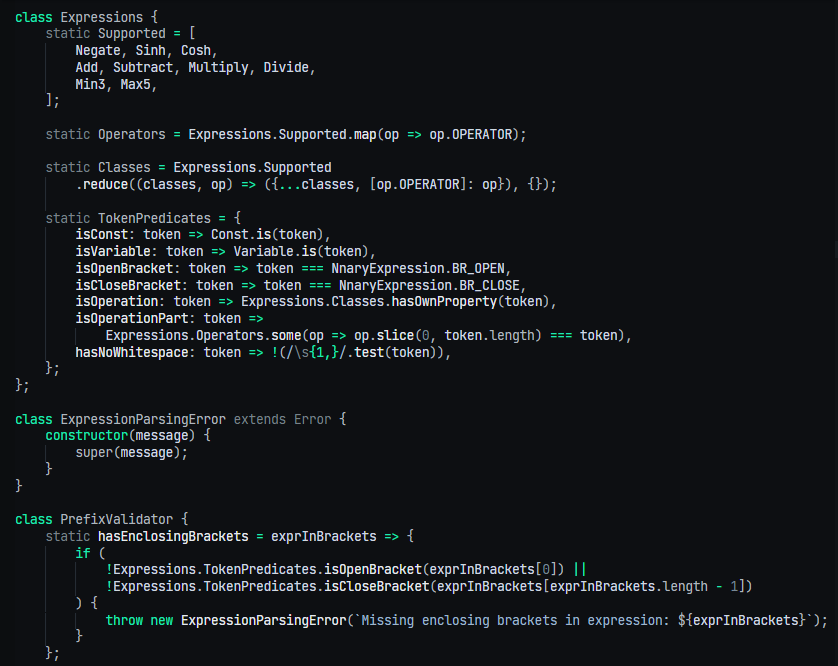 class Expressions {
    static Supported = [
        Negate, Sinh, Cosh,
        Add, Subtract, Multiply, Divide,
        Min3, Max5,
    ];

    static Operators = Expressions.Supported.map(op => op.OPERATOR);

    static Classes = Expressions.Supported
        .reduce((classes, op) => ({...classes, [op.OPERATOR]: op}), {});

    static TokenPredicates = {
        isConst: token => Const.is(token),
        isVariable: token => Variable.is(token),
        isOpenBracket: token => token === NnaryExpression.BR_OPEN,
        isCloseBracket: token => token === NnaryExpression.BR_CLOSE,
        isOperation: token => Expressions.Classes.hasOwnProperty(token),
        isOperationPart: token =>
            Expressions.Operators.some(op => op.slice(0, token.length) === token),
        hasNoWhitespace: token => !(/\s{1,}/.test(token)),
    };
};

class ExpressionParsingError extends Error {
    constructor(message) {
        super(message);
    }
}

class PrefixValidator {
    static hasEnclosingBrackets = exprInBrackets => {
        if (
            !Expressions.TokenPredicates.isOpenBracket(exprInBrackets[0]) ||
            !Expressions.TokenPredicates.isCloseBracket(exprInBrackets[exprInBrackets.length - 1])
        ) {
            throw new ExpressionParsingError(`Missing enclosing brackets in expression: ${exprInBrackets}`);
        }
    };